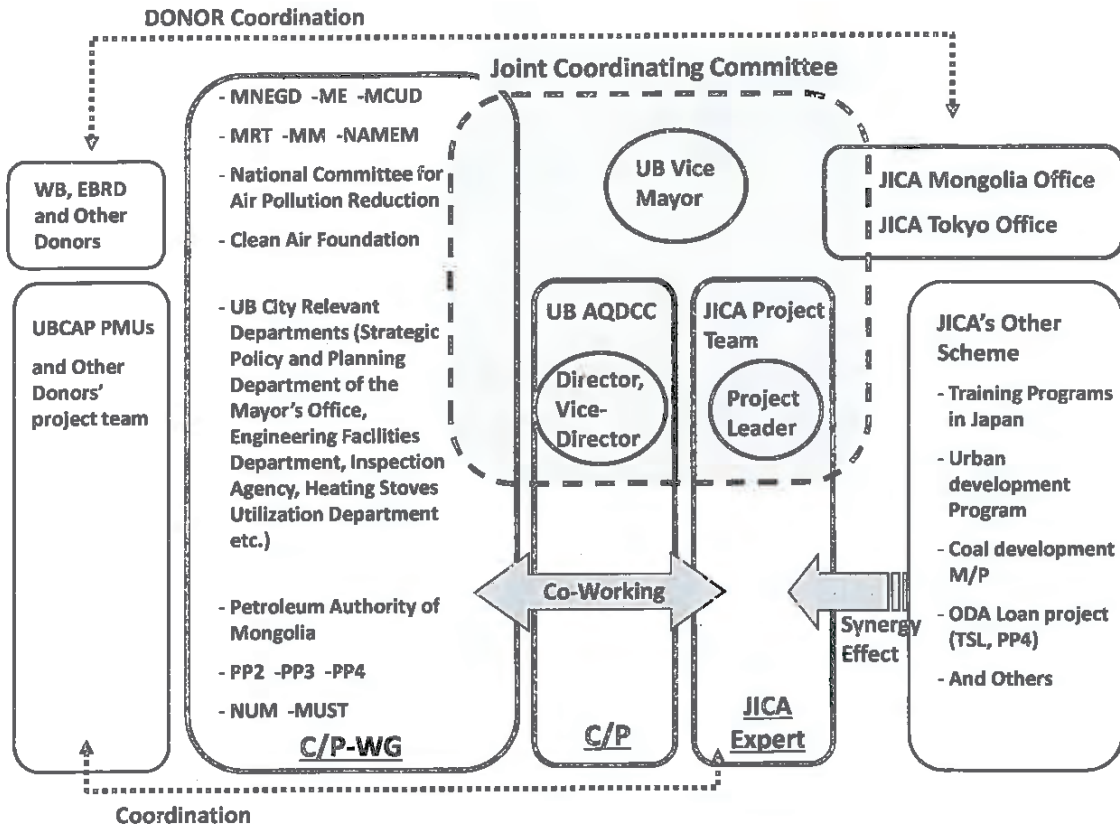 DONOR Coordination
Joint Coordinating Committee
- MNEGD -ME -MCUD
- MRT -MM -NAMEM
- National Committee for
Air Pollution Reduction
- Clean Air Foundation
- UB City Relevant
Departments (Strategic
Policy and Planning
Department of the
Mayor's Office,
Engineering Facilities
Department, Inspection
Agency, Heating Stoves
Utilization Department
etc.)
- Petroleum Authority of
Mongolia
- PP2 -PP3 -PP4
- NUM -MUST
C/P-WG
WB, EBRD
and Other
Donors
UBCAP PMUs
and Other
Donors'
project team
UB Vice
Mayor
UB AQDCC
Director,
Vice-
Director
C/P
JICA Project
Team
Project
Leader
JICA
Expert
Co-Working
Synergy
Effect
JICA Mongolia Office
JICA Tokyo Office
JICA's Other
Scheme
- Training Programs
in Japan
- Urban
development
Program
- Coal development
M/P
- ODA Loan project
(TSL, PP4)
- And Others
Coordination